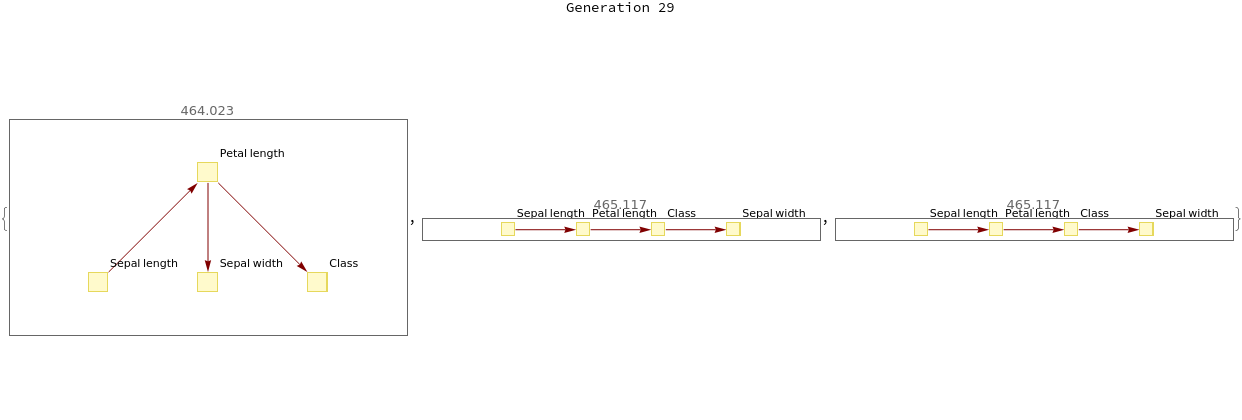 Generation 29
464.023
Petal length
Sepal length
Sepal width
Class
,
465.117
Sepal length Petal length Class Sepal width
,
465.117
Sepal length Petal length Class Sepal width